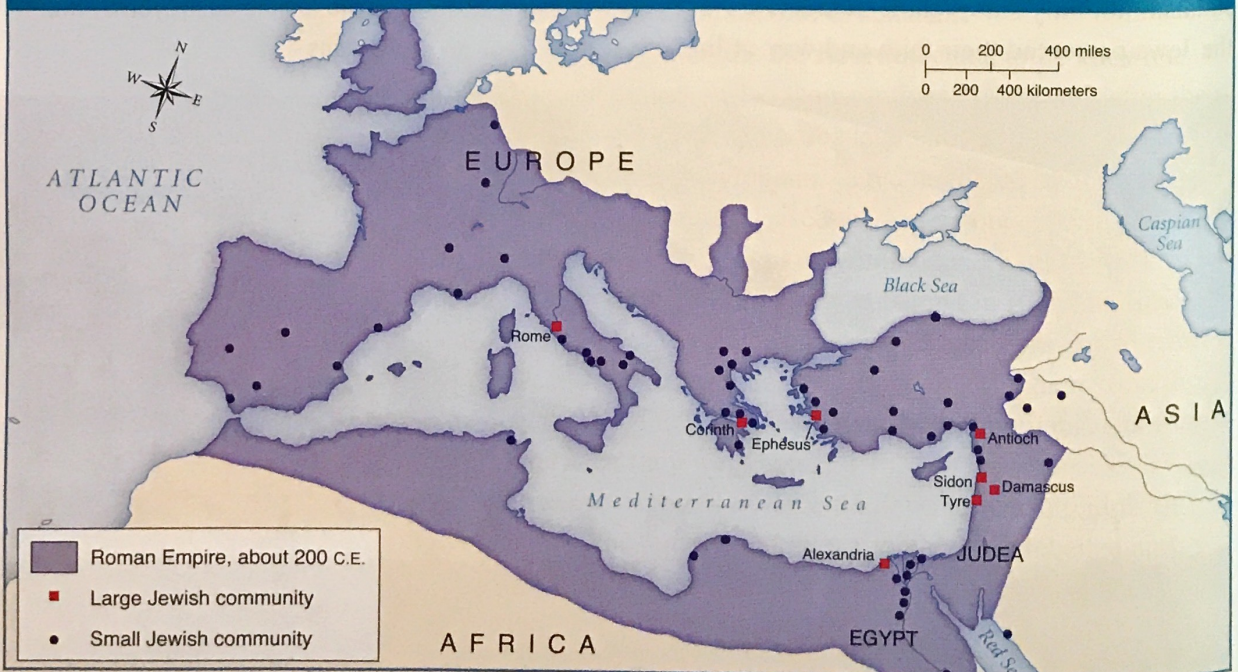 0 200 400 miles
0 200 400 kilometers
N
W
E
S
EUROPE
ATLANTIC
OCEAN
Caspian
Sea
Black Sea
Rome
ASIA
Corinth
Ephesus
Antioch
Sidon
Damascus
Tyre
Mediterranean Sea
Alexandria
JUDEA
Roman Empire, about 200 C.E.
Large Jewish community
Small Jewish community
AFRICA
EGYPT
Red Se